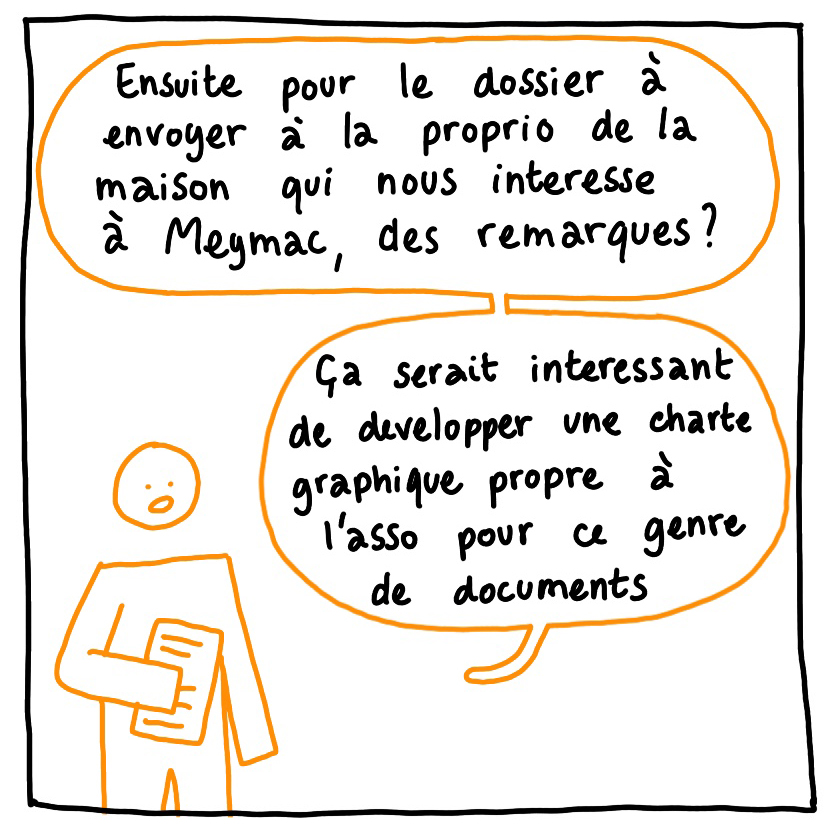 Ensuite pour le dossier à
envoyer à la proprio de la
maison qui nous interesse
à Meymac, des remarques?
Ça serait interessant
de developper une charte
graphique propre à
l'asso pour ce genre
de documents